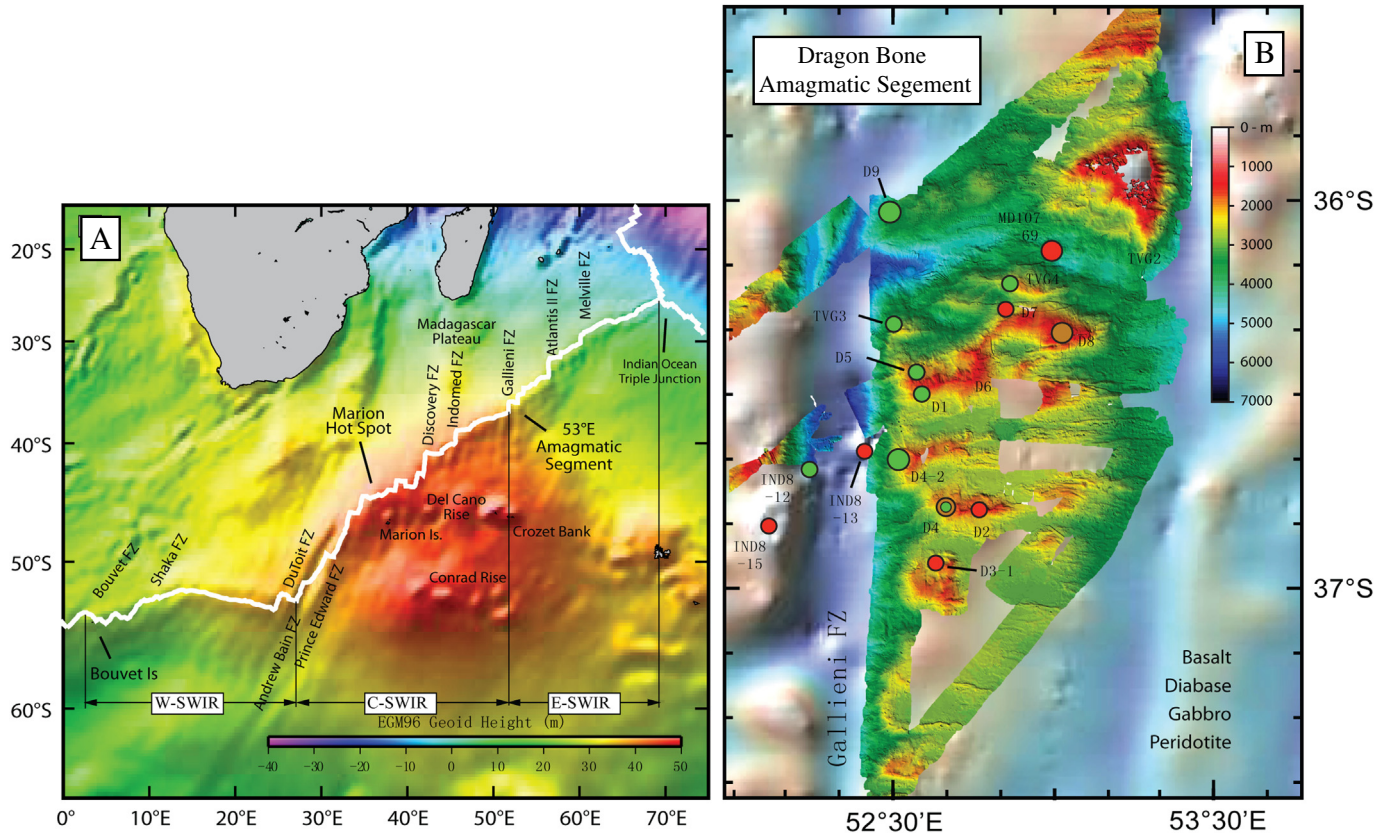 A
20°S
30°S
40°S
50°S
60°S
0°
10°E
20°E
30°E
40°E
50°E
60°E
70°E
Madagascar
Plateau
Discovery FZ
Indomed FZ
Gallieni FZ
Atlantis II FZ
Melville FZ
Indian Ocean
Triple Junction
Marion
Hot Spot
53°E
Amagmatic
Segment
Del Cano
Rise
Marion Is.
Crozet Bank
Conrad Rise
Bouvet FZ
Shaka FZ
DuToit FZ
Andrew Bain FZ
Prince Edward FZ
Bouvet Is
W-SWIR
C-SWIR
E-SWIR
EGM96 Geoid Height (m)
-40
-30
-20
-10
0
10
20
30
40
50
Dragon Bone
Amagmatic Segement
B
0 - m
1000
2000
3000
4000
5000
6000
7000
36°S
37°S
52°30'E
53°30'E
D9
MD107
-69
TVG2
TVG4
D7
TVG3
D8
D5
D6
D1
IND8
-12
IND8
-13
D4-2
IND8
-15
D4
D2
D3-1
Gallieni FZ
Basalt
Diabase
Gabbro
Peridotite